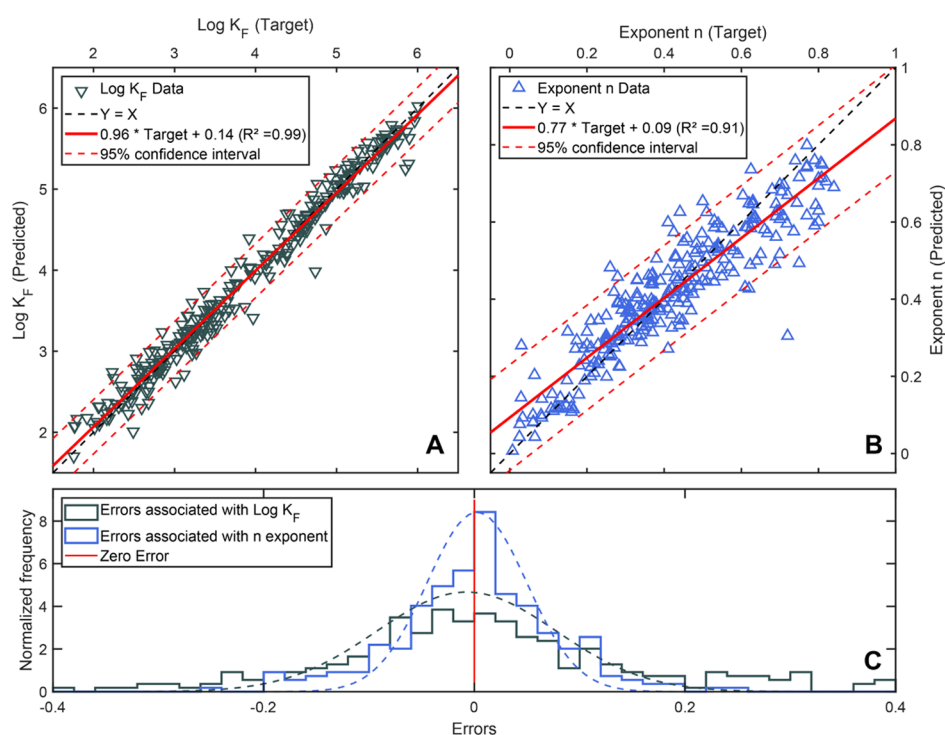 Log K_F (Target)
2 3 4 5 6
Log K_F (Predicted)
6
5
4
3
2
Log K_F Data
Y = X
0.96 * Target + 0.14 (R² =0.99)
95% confidence interval
A
Exponent n (Target)
0 0.2 0.4 0.6 0.8 1
Exponent n Data
Y = X
0.77 * Target + 0.09 (R² =0.91)
95% confidence interval
1
0.8
0.6
0.4
0.2
0
Exponent n (Predicted)
B
Normalized frequency
8
6
4
2
0
Errors associated with Log K_F
Errors associated with n exponent
Zero Error
C
-0.4 -0.2 0 0.2 0.4
Errors